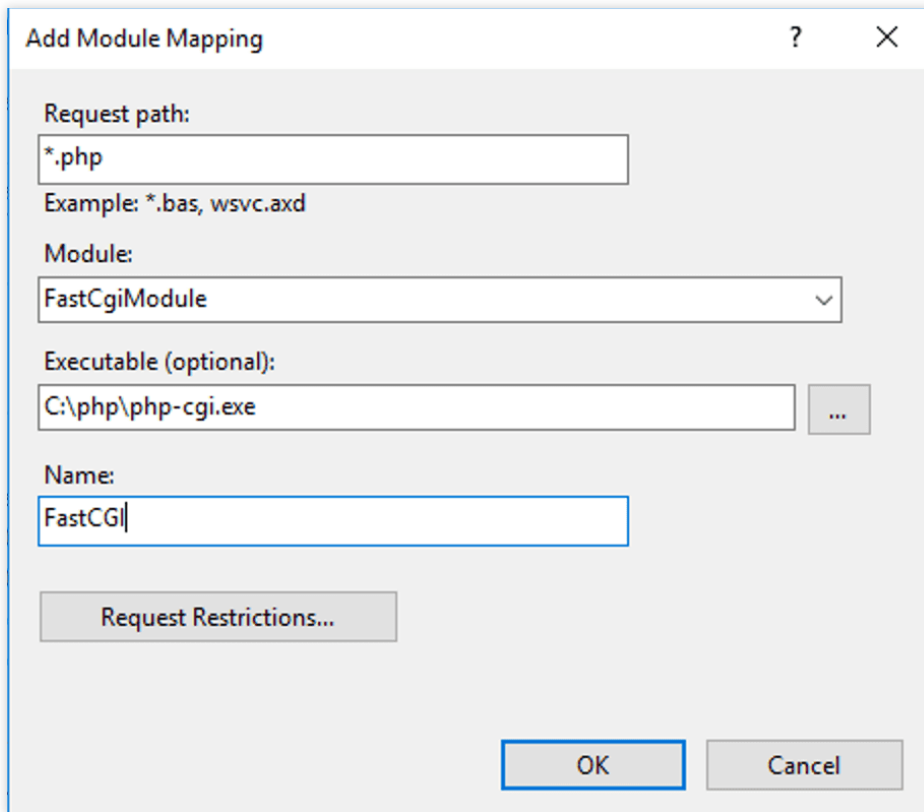 Add Module Mapping ?
Request path:
*.php
Example: *.bas, wsvc.axd
Module:
FastCgiModule
Executable (optional):
C:\php\php-cgi.exe ...
Name:
FastCGI
Request Restrictions...
OK Cancel